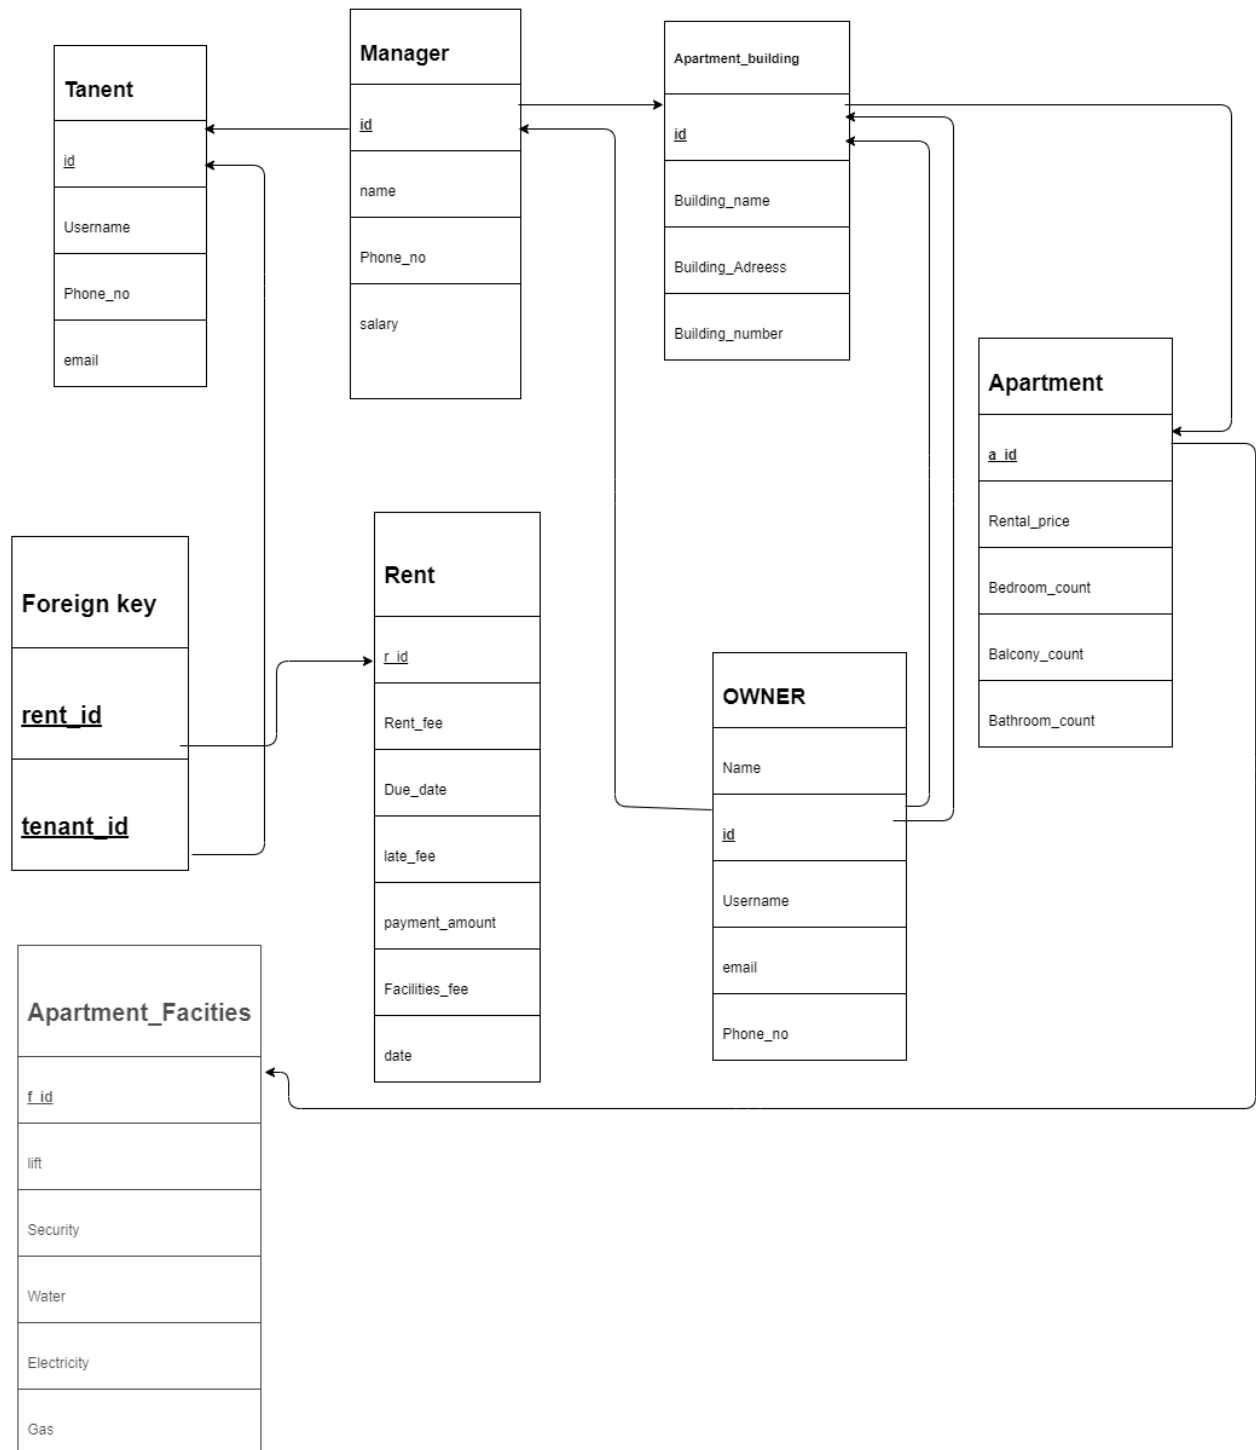 Tanent
id
Username
Phone_no
email
Manager
id
name
Phone_no
salary
Apartment_building
id
Building_name
Building_Adreess
Building_number
Apartment
a_id
Rental_price
Bedroom_count
Balcony_count
Bathroom_count
Foreign key
rent_id
tenant_id
Rent
r_id
Rent_fee
Due_date
late_fee
payment_amount
Facilities_fee
date
OWNER
Name
id
Username
email
Phone_no
Apartment_Facities
f_id
lift
Security
Water
Electricity
Gas